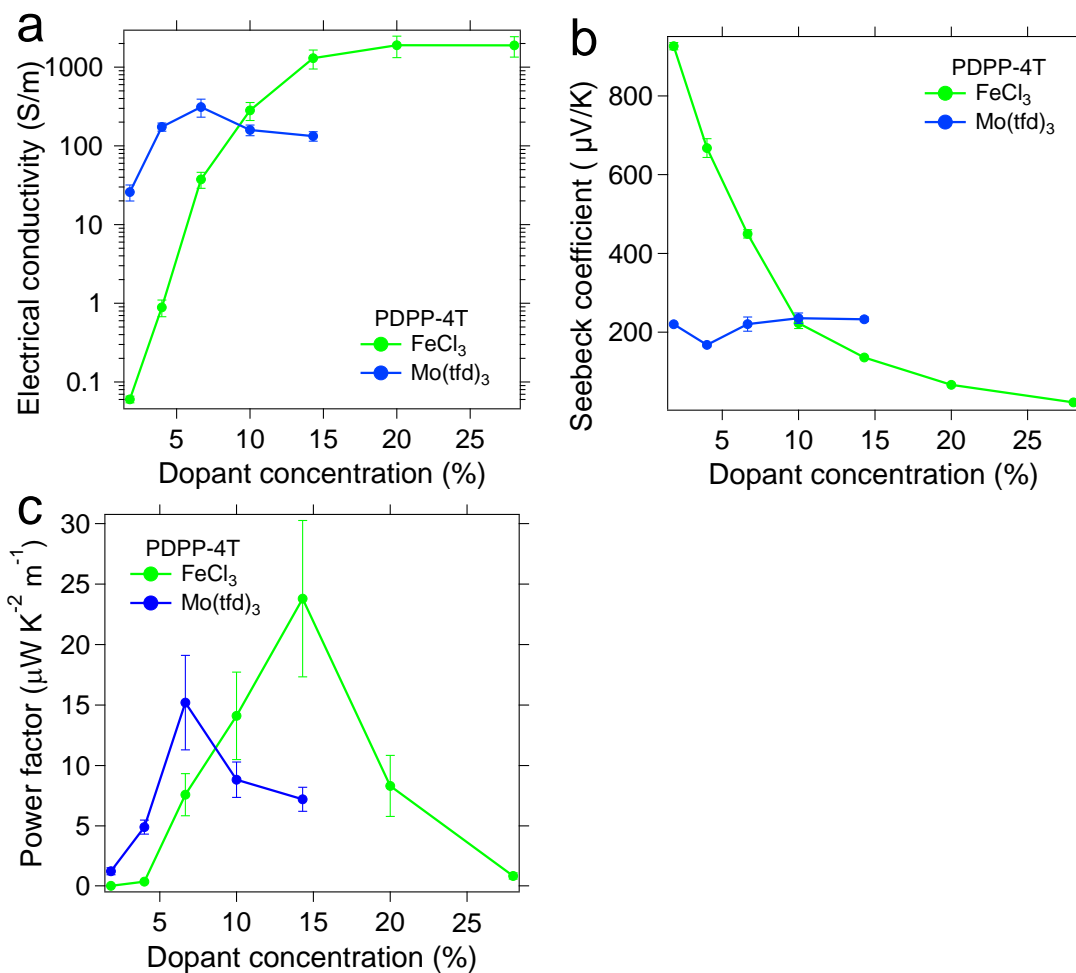 a
Electrical conductivity (S/m)
1000
100
10
1
0.1
PDPP-4T
FeCl₃
Mo(tfd)₃
5 10 15 20 25
Dopant concentration (%)
b
Seebeck coefficient ( µV/K)
800
600
400
200
PDPP-4T
FeCl₃
Mo(tfd)₃
5 10 15 20 25
Dopant concentration (%)
c
Power factor (µW K⁻² m⁻¹)
30
25
20
15
10
5
0
PDPP-4T
FeCl₃
Mo(tfd)₃
5 10 15 20 25
Dopant concentration (%)